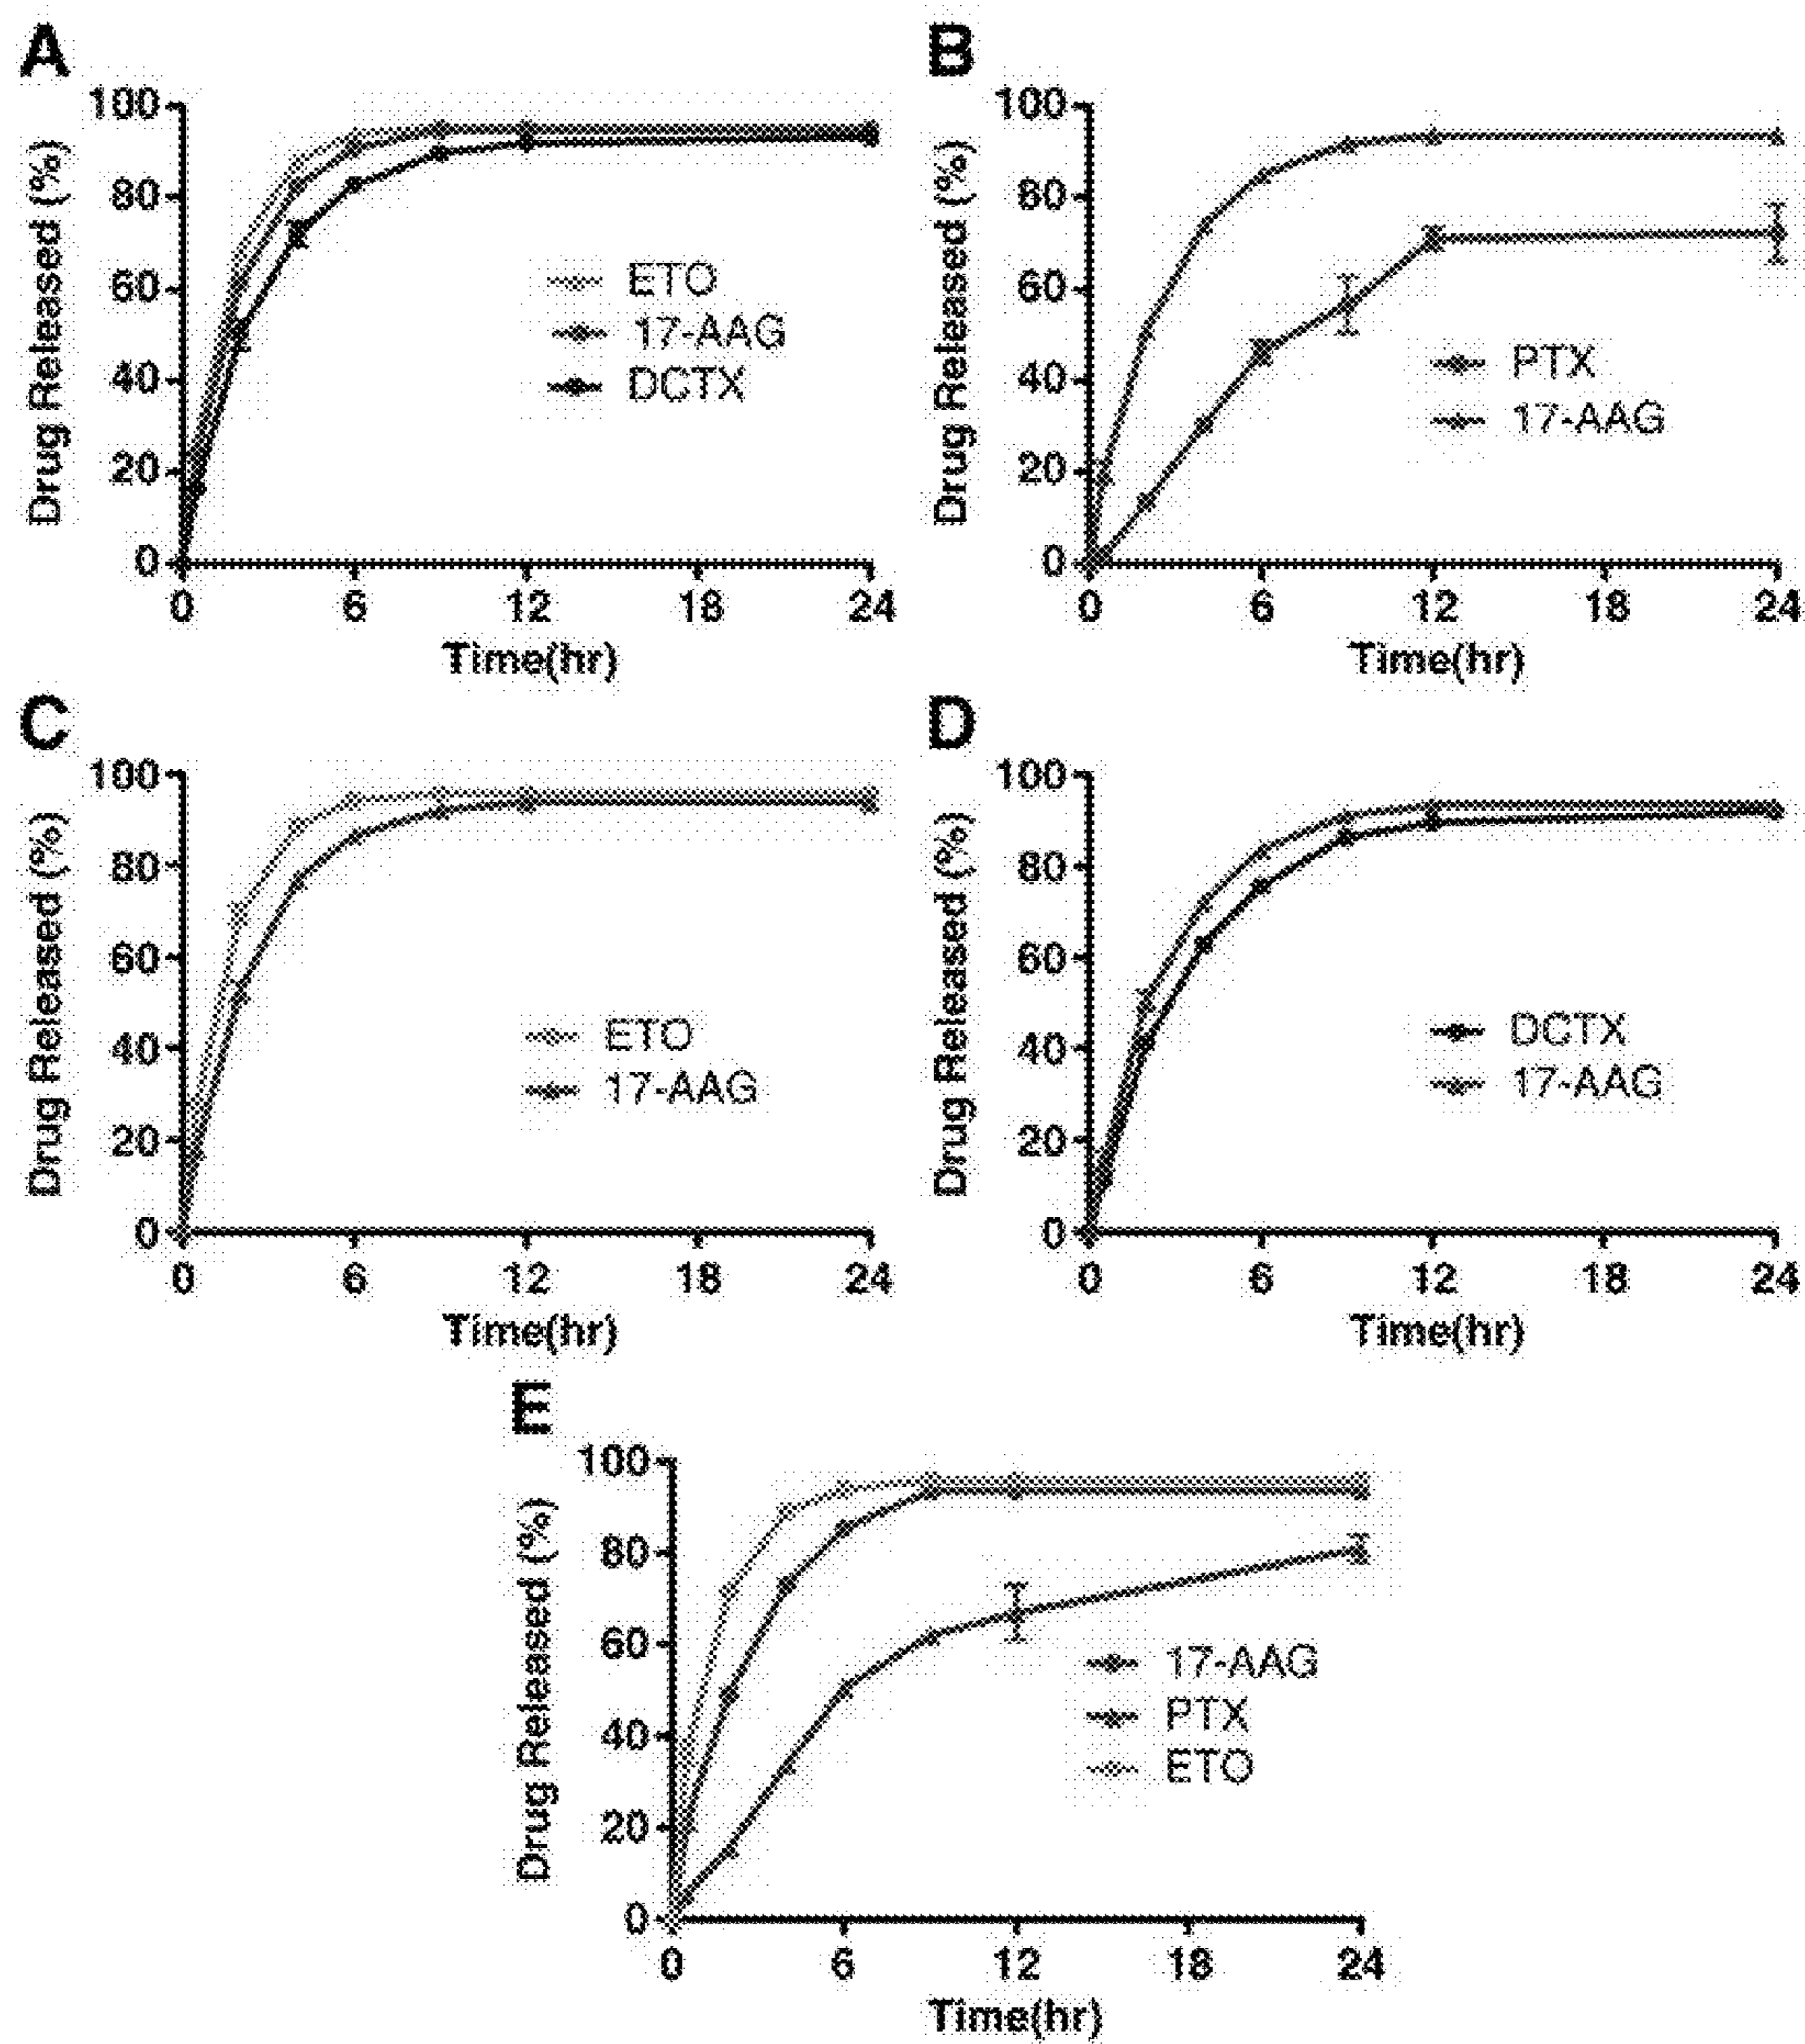 A
Drug Released (%)
100
80
60
40
20
0
ETO
17-AAG
DCTX
0 6 12 18 24
Time(hr)
B
Drug Released (%)
100
80
60
40
20
0
PTX
17-AAG
0 6 12 18 24
Time(hr)
C
Drug Released (%)
100
80
60
40
20
0
ETO
17-AAG
0 6 12 18 24
Time(hr)
D
Drug Released (%)
100
80
60
40
20
0
DCTX
17-AAG
0 6 12 18 24
Time(hr)
E
Drug Released (%)
100
80
60
40
20
0
17-AAG
PTX
ETO
0 6 12 18 24
Time(hr)